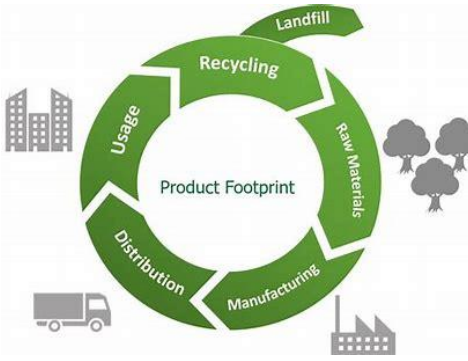 Landfill
Recycling
Raw Materials
Manufacturing
Distribution
Usage
Product Footprint